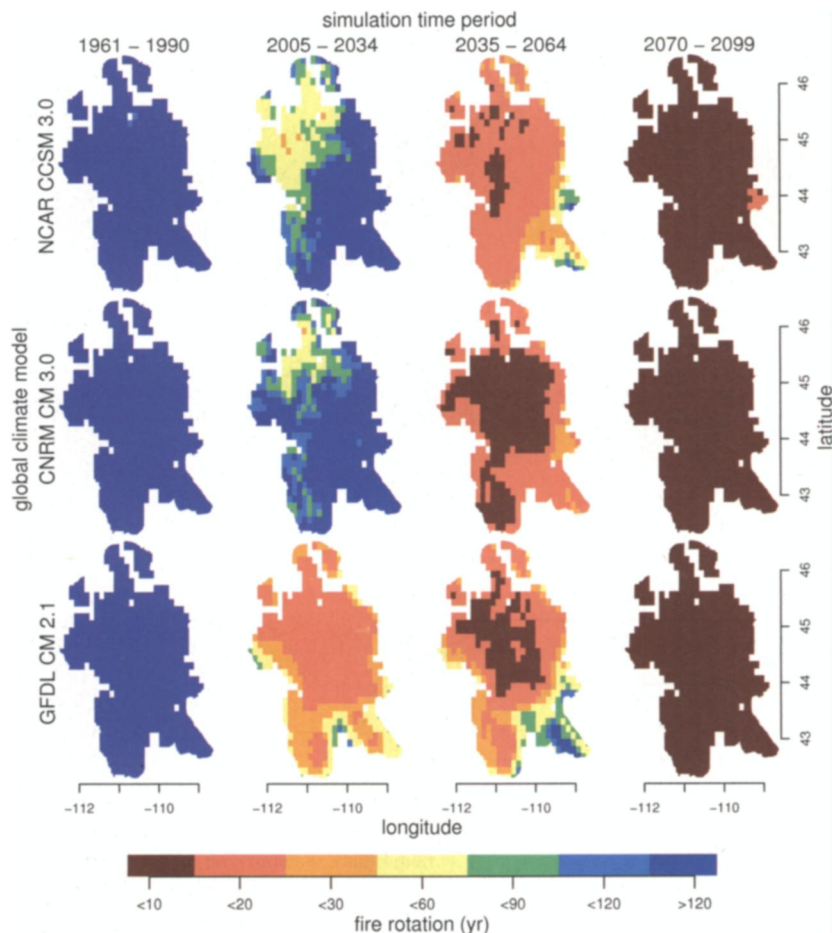 simulation time period
1961 – 1990
2005 – 2034
2035 – 2064
2070 – 2099
global climate model
NCAR CCSM 3.0
CNRM CM 3.0
GFDL CM 2.1
46
45
44
43
46
45
44
43
46
45
44
43
latitude
−112
−110
−112
−110
−112
−110
−112
−110
longitude
<10
<20
<30
<60
<90
<120
>120
fire rotation (yr)